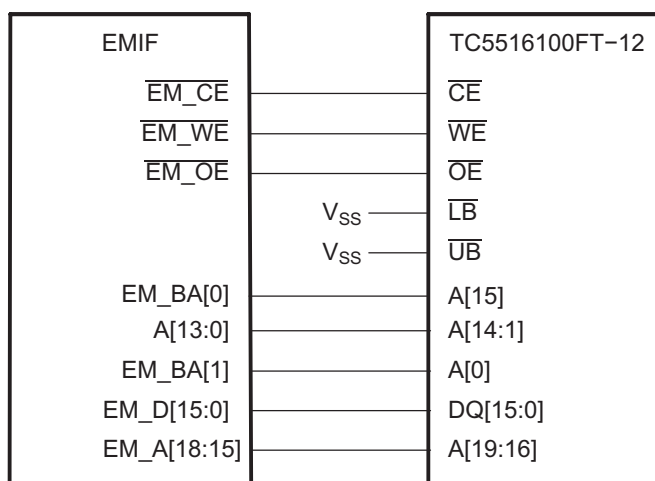 EMIF TC5516100FT−12
EM_CE CE
EM_WE WE
EM_OE OE
VSS LB
VSS UB
EM_BA[0] A[15]
A[13:0] A[14:1]
EM_BA[1] A[0]
EM_D[15:0] DQ[15:0]
EM_A[18:15] A[19:16]